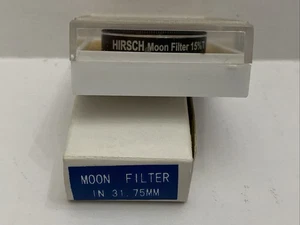 HIRSCH Moon Filter 15%T
MOON FILTER
IN 31.75MM